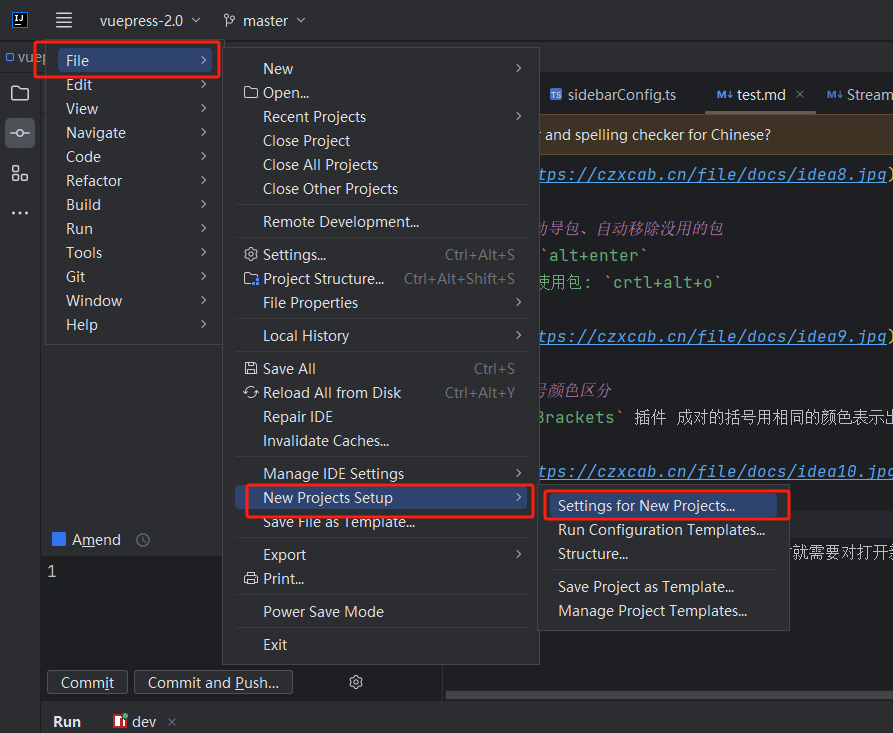 vuepress-2.0
master
vuep
File
Edit
View
Navigate
Code
Refactor
Build
Run
Tools
Git
Window
Help
New
Open...
Recent Projects
Close Project
Close All Projects
Close Other Projects
Remote Development...
Settings... Ctrl+Alt+S
Project Structure... Ctrl+Alt+Shift+S
File Properties
Local History
Save All Ctrl+S
Reload All from Disk Ctrl+Alt+Y
Repair IDE
Invalidate Caches...
Manage IDE Settings
New Projects Setup
Save File as Template...
Export
Print...
Power Save Mode
Exit
Settings for New Projects...
Run Configuration Templates...
Structure...
Save Project as Template...
Manage Project Templates...
TS sidebarConfig.ts
M↓ test.md
M↓ Stream
r and spelling checker for Chinese?
tps://czxcab.cn/file/docs/idea8.jpg)
动导包、自动移除没用的包
`alt+enter`
使用包: `crtl+alt+o`
tps://czxcab.cn/file/docs/idea9.jpg)
号颜色区分
Brackets` 插件 成对的括号用相同的颜色表示出
tps://czxcab.cn/file/docs/idea10.jpg
就需要对打开新
Amend
1
Commit
Commit and Push...
Run
dev